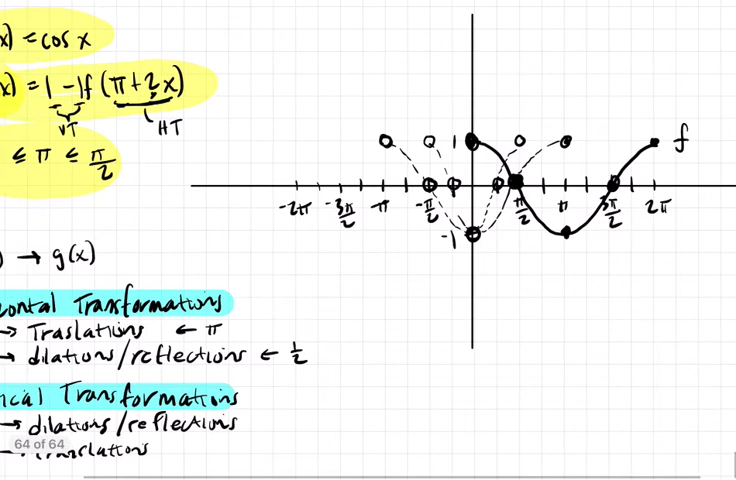 x) = cos x
x) = 1 - 1f (π + 2x)
VT
HT
≤ π ≤ π/2
) → g(x)
ontal Transformations
→ Traslations ← π
→ dilations/reflections ← 1/2
ical Transformations
→ dilations/reflections
→ Translations
64 of 64
1
f
-2π -3π/2 -π -π/2 π/2 π 3π/2 2π
-1